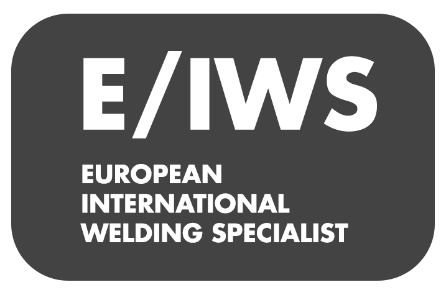 E/IWS
EUROPEAN
INTERNATIONAL
WELDING SPECIALIST